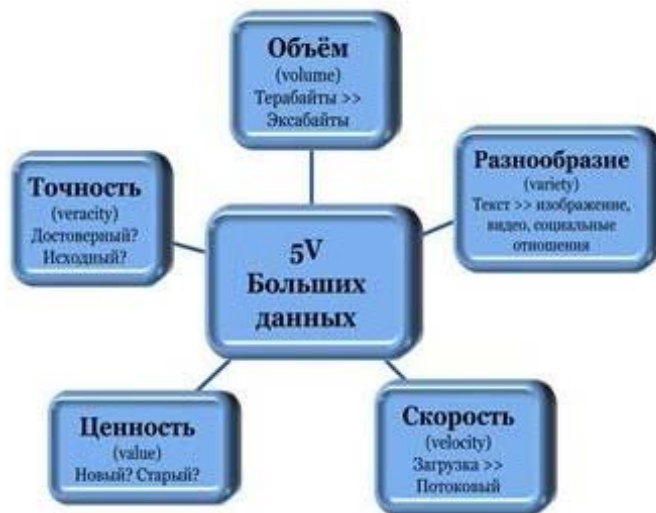 Объём
(volume)
Терабайты >>
Эксабайты
Разнообразие
(variety)
Текст >> изображение,
видео, социальные
отношения
Точность
(veracity)
Достоверный?
Исходный?
5V
Больших
данных
Ценность
(value)
Новый? Старый?
Скорость
(velocity)
Загрузка >>
Потоковый